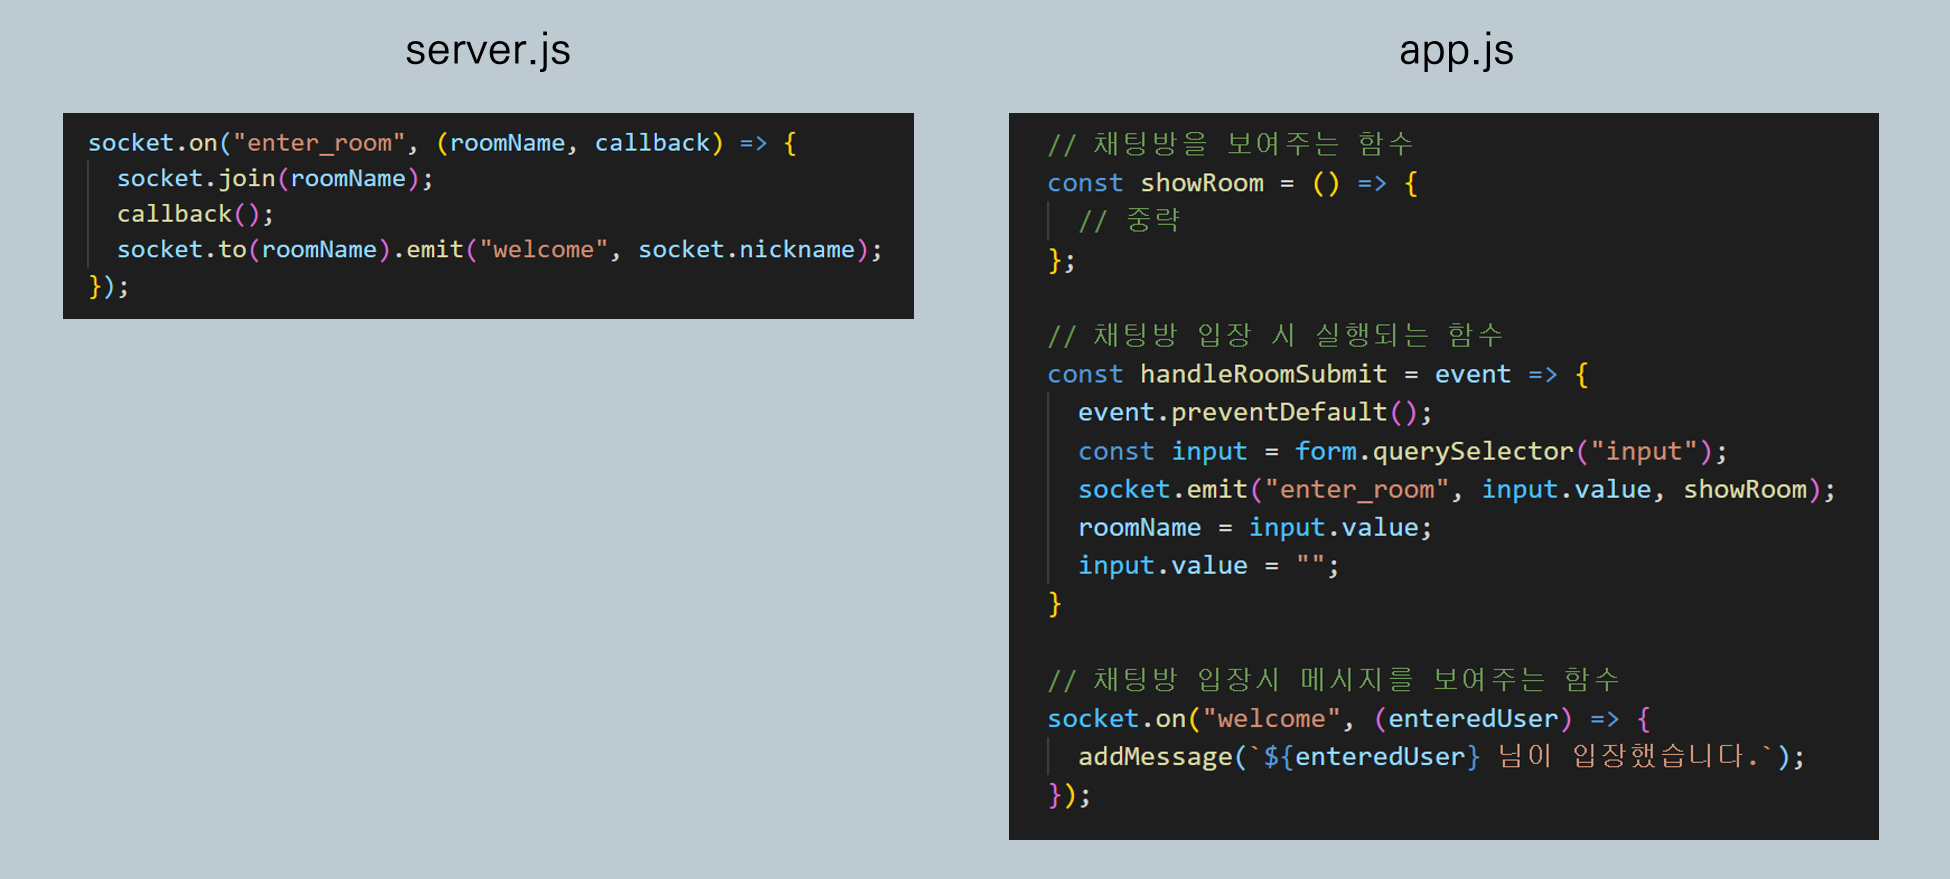 server.js
socket.on("enter_room", (roomName, callback) => {
socket.join(roomName);
callback();
socket.to(roomName).emit("welcome", socket.nickname);
});
app.js
// 채팅방을 보여주는 함수
const showRoom = () => {
// 중략
};
// 채팅방 입장 시 실행되는 함수
const handleRoomSubmit = event => {
event.preventDefault();
const input = form.querySelector("input");
socket.emit("enter_room", input.value, showRoom);
roomName = input.value;
input.value = "";
}
// 채팅방 입장시 메시지를 보여주는 함수
socket.on("welcome", (enteredUser) => {
addMessage(`${enteredUser} 님이 입장했습니다.`);
});